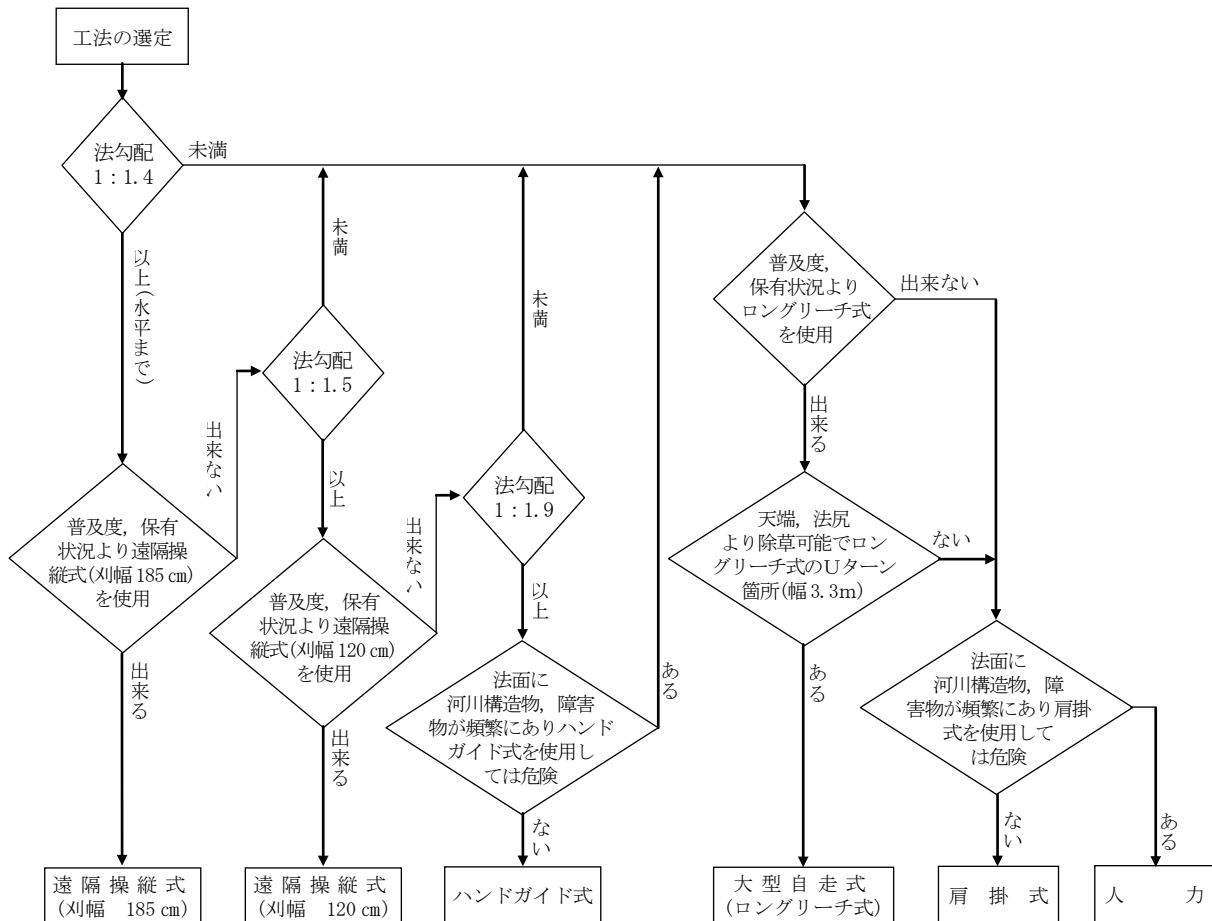 工法の選定
法勾配
1：1.4
未満
以上（水平まで）
普及度，保有
状況より遠隔操
縦式(刈幅 185 cm)
を使用
出来ない
出来る
未満
法勾配
1：1.5
以上
普及度，保有
状況より遠隔操
縦式(刈幅 120 cm)
を使用
出来ない
出来る
未満
法勾配
1：1.9
以上
法面に
河川構造物，障害
物が頻繁にありハンド
ガイド式を使用し
ては危険
ある
ない
普及度，
保有状況より
ロングリーチ式
を使用
出来ない
出来る
天端，法尻
より除草可能でロン
グリーチ式のＵターン
箇所(幅 3.3ｍ)
ない
ある
法面に
河川構造物，障
害物が頻繁にあり肩掛
式を使用して
は危険
ない
ある
遠 隔 操 縦 式
(刈幅　185 cm)
遠 隔 操 縦 式
(刈幅　120 cm)
ハンドガイド式
大 型 自 走 式
(ロングリーチ式)
肩 掛 式
人 力